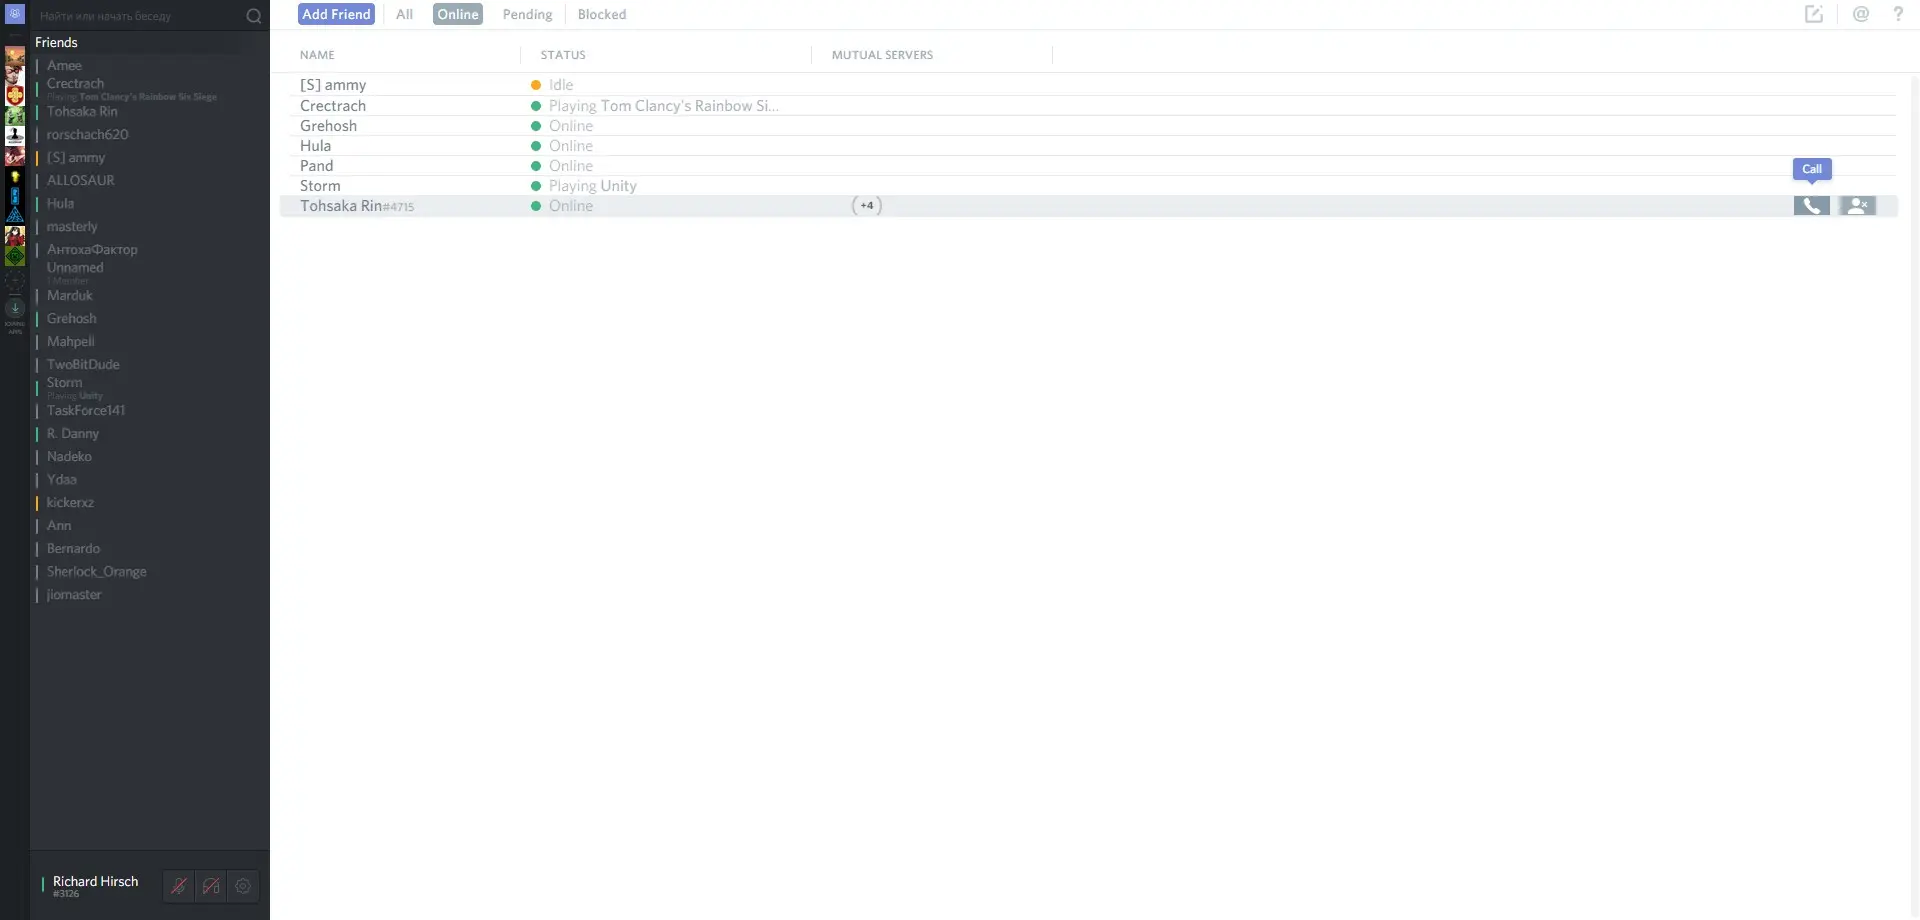 Найти или начать беседу
Friends
Amee
Crectrach
Playing Tom Clancy's Rainbow Six Siege
Tohsaka Rin
rorschach620
[S] ammy
ALLOSAUR
Hula
masterly
АнтохаФактор
Unnamed
1 Member
Marduk
Grehosh
Mahpell
TwoBitDude
Storm
Playing Unity
TaskForce141
R. Danny
Nadeko
Ydaa
kickerxz
Ann
Bernardo
Sherlock_Orange
jiomaster
Richard Hirsch
#3126
Add Friend All Online Pending Blocked @ ?
NAME STATUS MUTUAL SERVERS
[S] ammy Idle
Crectrach Playing Tom Clancy's Rainbow Si...
Grehosh Online
Hula Online
Pand Online
Storm Playing Unity
Call
Tohsaka Rin#4715 Online +4